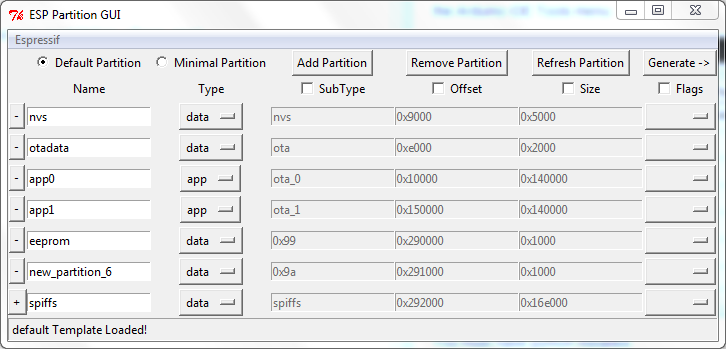 ESP Partition GUI
Espressif
Default Partition Minimal Partition Add Partition Remove Partition Refresh Partition Generate ->
Name Type SubType Offset Size Flags
- nvs data nvs 0x9000 0x5000
- otadata data ota 0xe000 0x2000
- app0 app ota_0 0x10000 0x140000
- app1 app ota_1 0x150000 0x140000
- eeprom data 0x99 0x290000 0x1000
- new_partition_6 data 0x9a 0x291000 0x1000
+ spiffs data spiffs 0x292000 0x16e000
default Template Loaded!